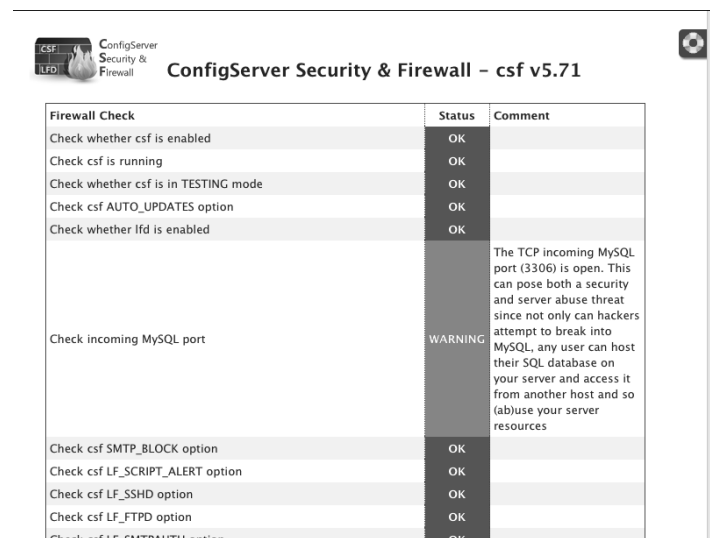 CSF
LFD
ConfigServer
Security &
Firewall
ConfigServer Security & Firewall – csf v5.71
Firewall Check Status Comment
Check whether csf is enabled OK
Check csf is running OK
Check whether csf is in TESTING mode OK
Check csf AUTO_UPDATES option OK
Check whether lfd is enabled OK
Check incoming MySQL port WARNING
The TCP incoming MySQL
port (3306) is open. This
can pose both a security
and server abuse threat
since not only can hackers
attempt to break into
MySQL, any user can host
their SQL database on
your server and access it
from another host and so
(ab)use your server
resources
Check csf SMTP_BLOCK option OK
Check csf LF_SCRIPT_ALERT option OK
Check csf LF_SSHD option OK
Check csf LF_FTPD option OK
Check csf LF_SMTPAUTH option OK